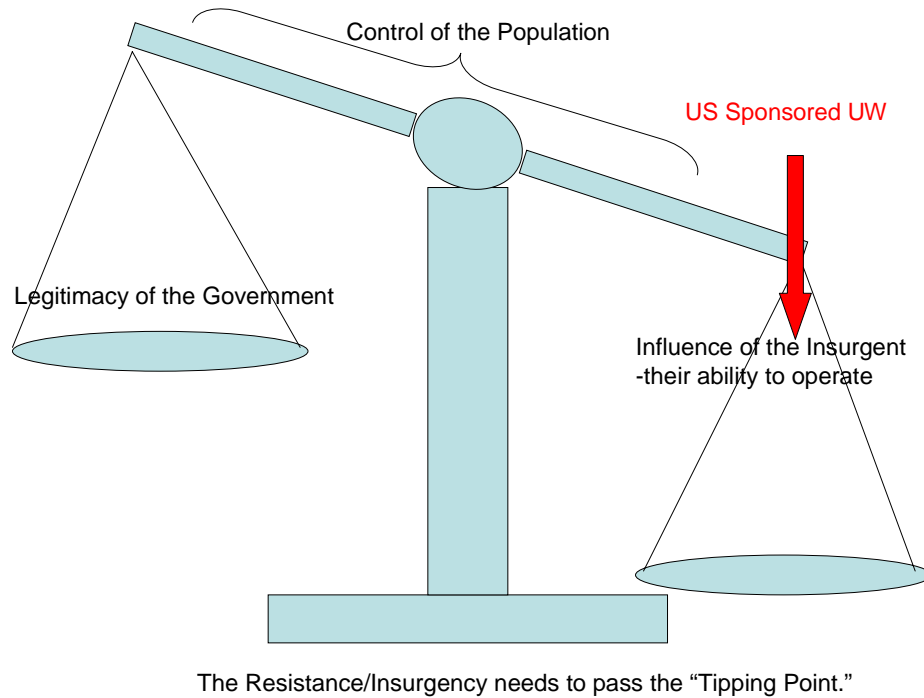 Control of the Population
US Sponsored UW
Legitimacy of the Government
Influence of the Insurgent
-their ability to operate
The Resistance/Insurgency needs to pass the “Tipping Point.”